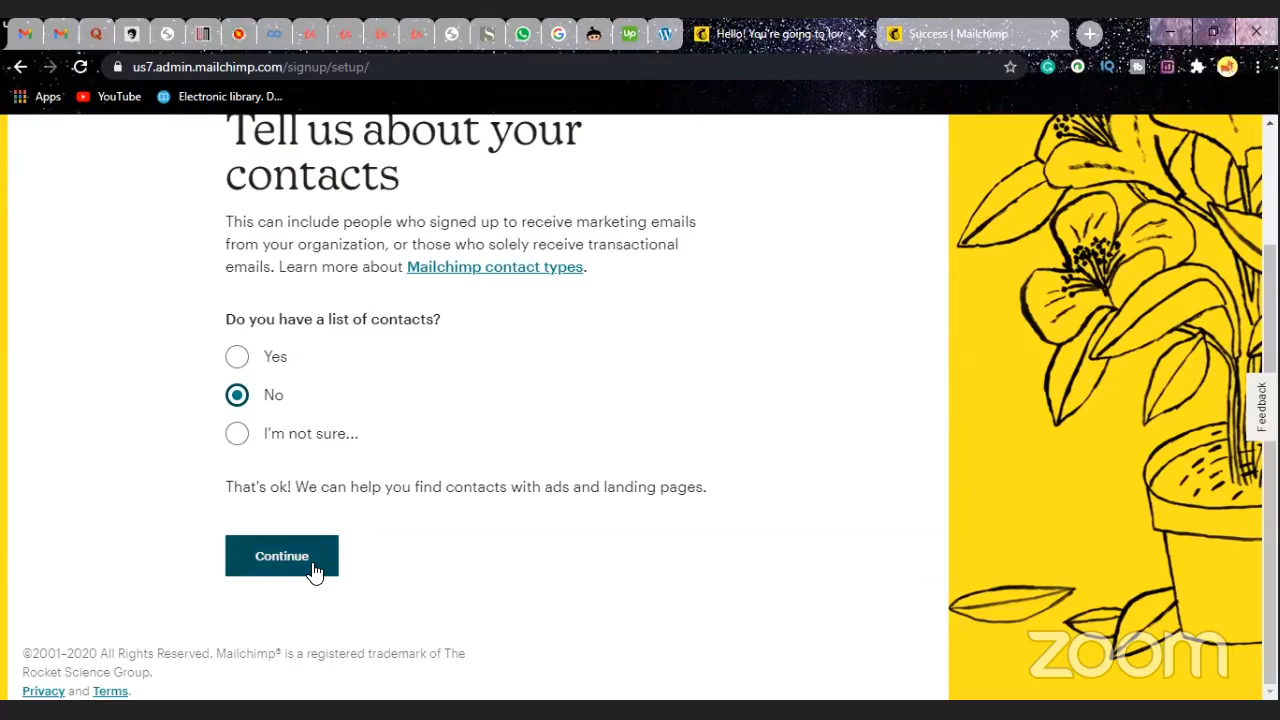 Hello! You're going to lov
Success | Mailchimp
us7.admin.mailchimp.com/signup/setup/
Apps
YouTube
Electronic library. D...
Tell us about your
contacts
This can include people who signed up to receive marketing emails
from your organization, or those who solely receive transactional
emails. Learn more about Mailchimp contact types.
Do you have a list of contacts?
Yes
No
I'm not sure...
That's ok! We can help you find contacts with ads and landing pages.
Continue
Feedback
©2001–2020 All Rights Reserved. Mailchimp® is a registered trademark of The
Rocket Science Group.
Privacy and Terms.
zoom